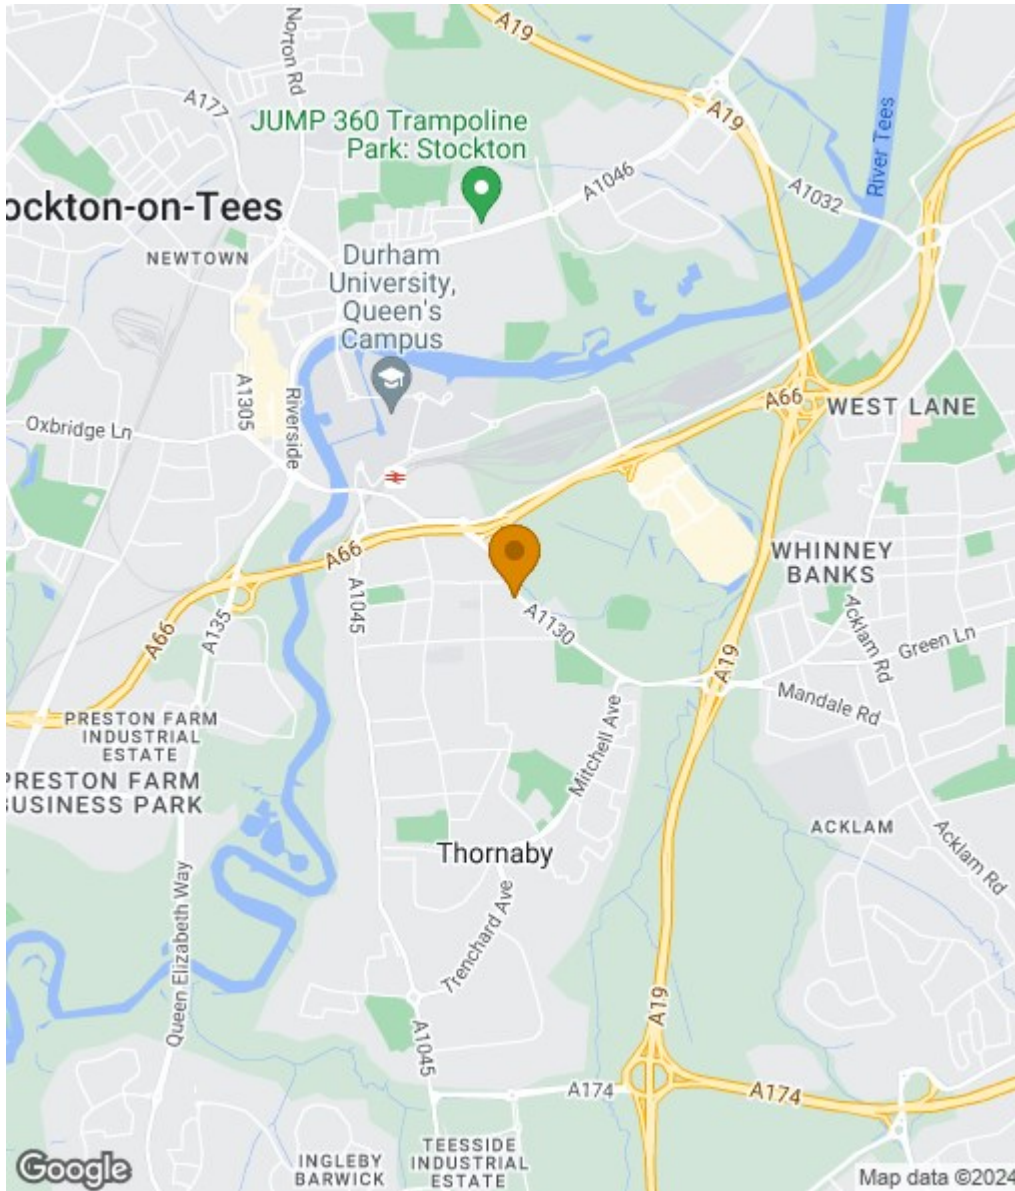 A19
Norton Rd
A177
A19
JUMP 360 Trampoline
Park: Stockton
River Tees
A1046
A1032
ockton-on-Tees
NEWTOWN
Durham
University,
Queen's
Campus
A1305
Riverside
A66
WEST LANE
Oxbridge Ln
A66
WHINNEY
BANKS
A1045
A135
A66
A1130
Acklam Rd
Green Ln
A19
Mandale Rd
PRESTON FARM
INDUSTRIAL
ESTATE
Mitchell Ave
PRESTON FARM
BUSINESS PARK
ACKLAM
Thornaby
Acklam Rd
Queen Elizabeth Way
Trenchard Ave
A19
A1045
A174
A174
TEESSIDE
INDUSTRIAL
ESTATE
INGLEBY
BARWICK
Google
Map data ©2024